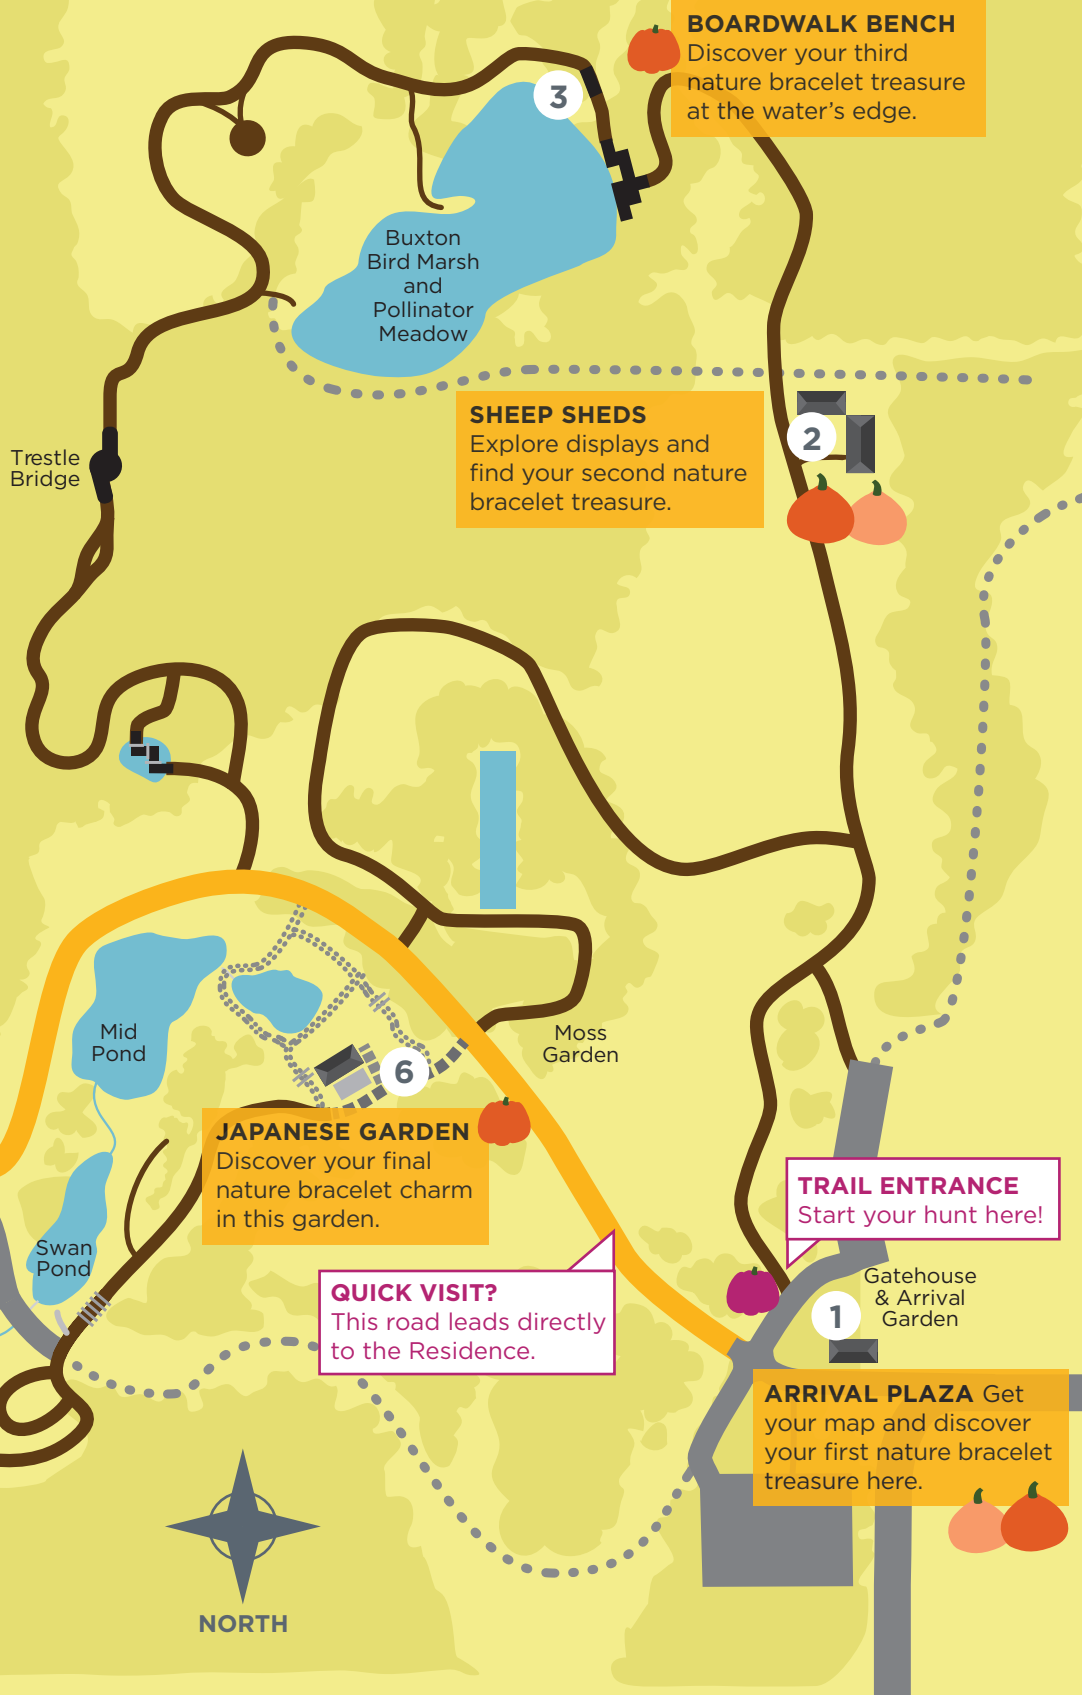 BOARDWALK BENCH
Discover your third
nature bracelet treasure
at the water's edge.
3
Buxton
Bird Marsh
and
Pollinator
Meadow
SHEEP SHEDS
Explore displays and
find your second nature
bracelet treasure.
2
Trestle
Bridge
Mid
Pond
Moss
Garden
6
JAPANESE GARDEN
Discover your final
nature bracelet charm
in this garden.
TRAIL ENTRANCE
Start your hunt here!
Swan
Pond
QUICK VISIT?
This road leads directly
to the Residence.
Gatehouse
& Arrival
Garden
1
ARRIVAL PLAZA Get
your map and discover
your first nature bracelet
treasure here.
NORTH